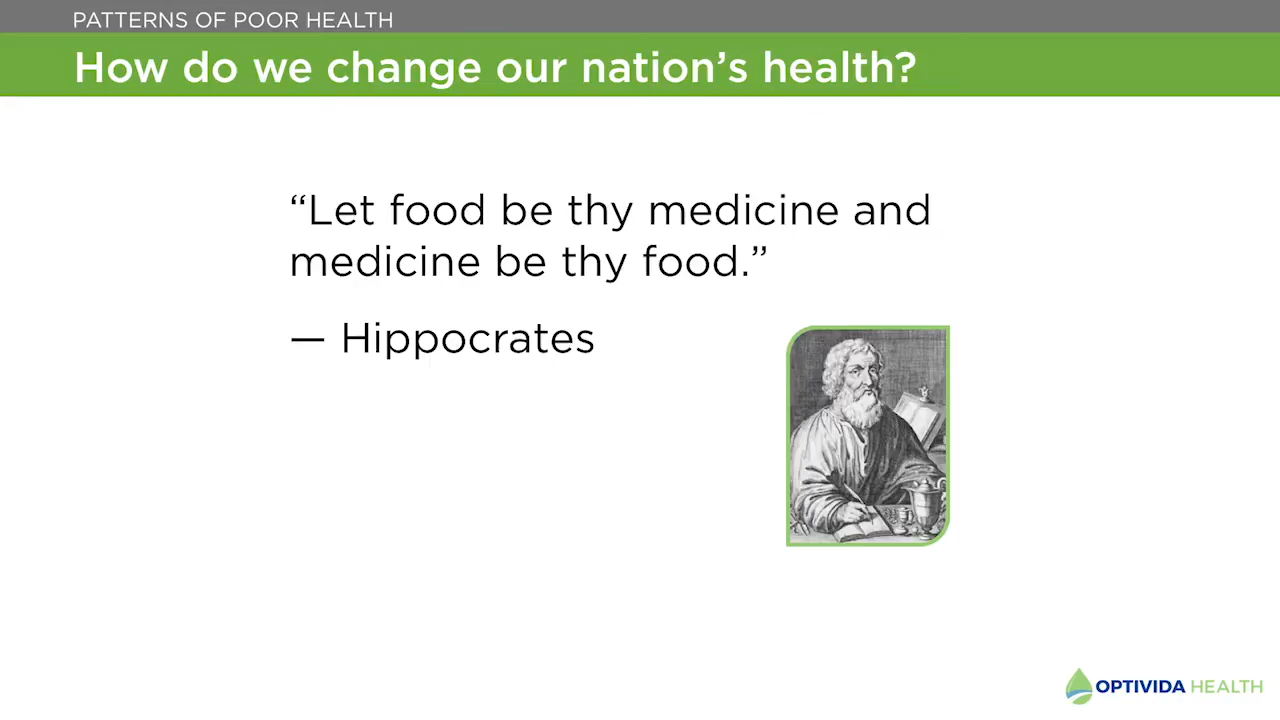 PATTERNS OF POOR HEALTH
How do we change our nation’s health?
“Let food be thy medicine and
medicine be thy food.”
— Hippocrates
OPTIVIDA HEALTH